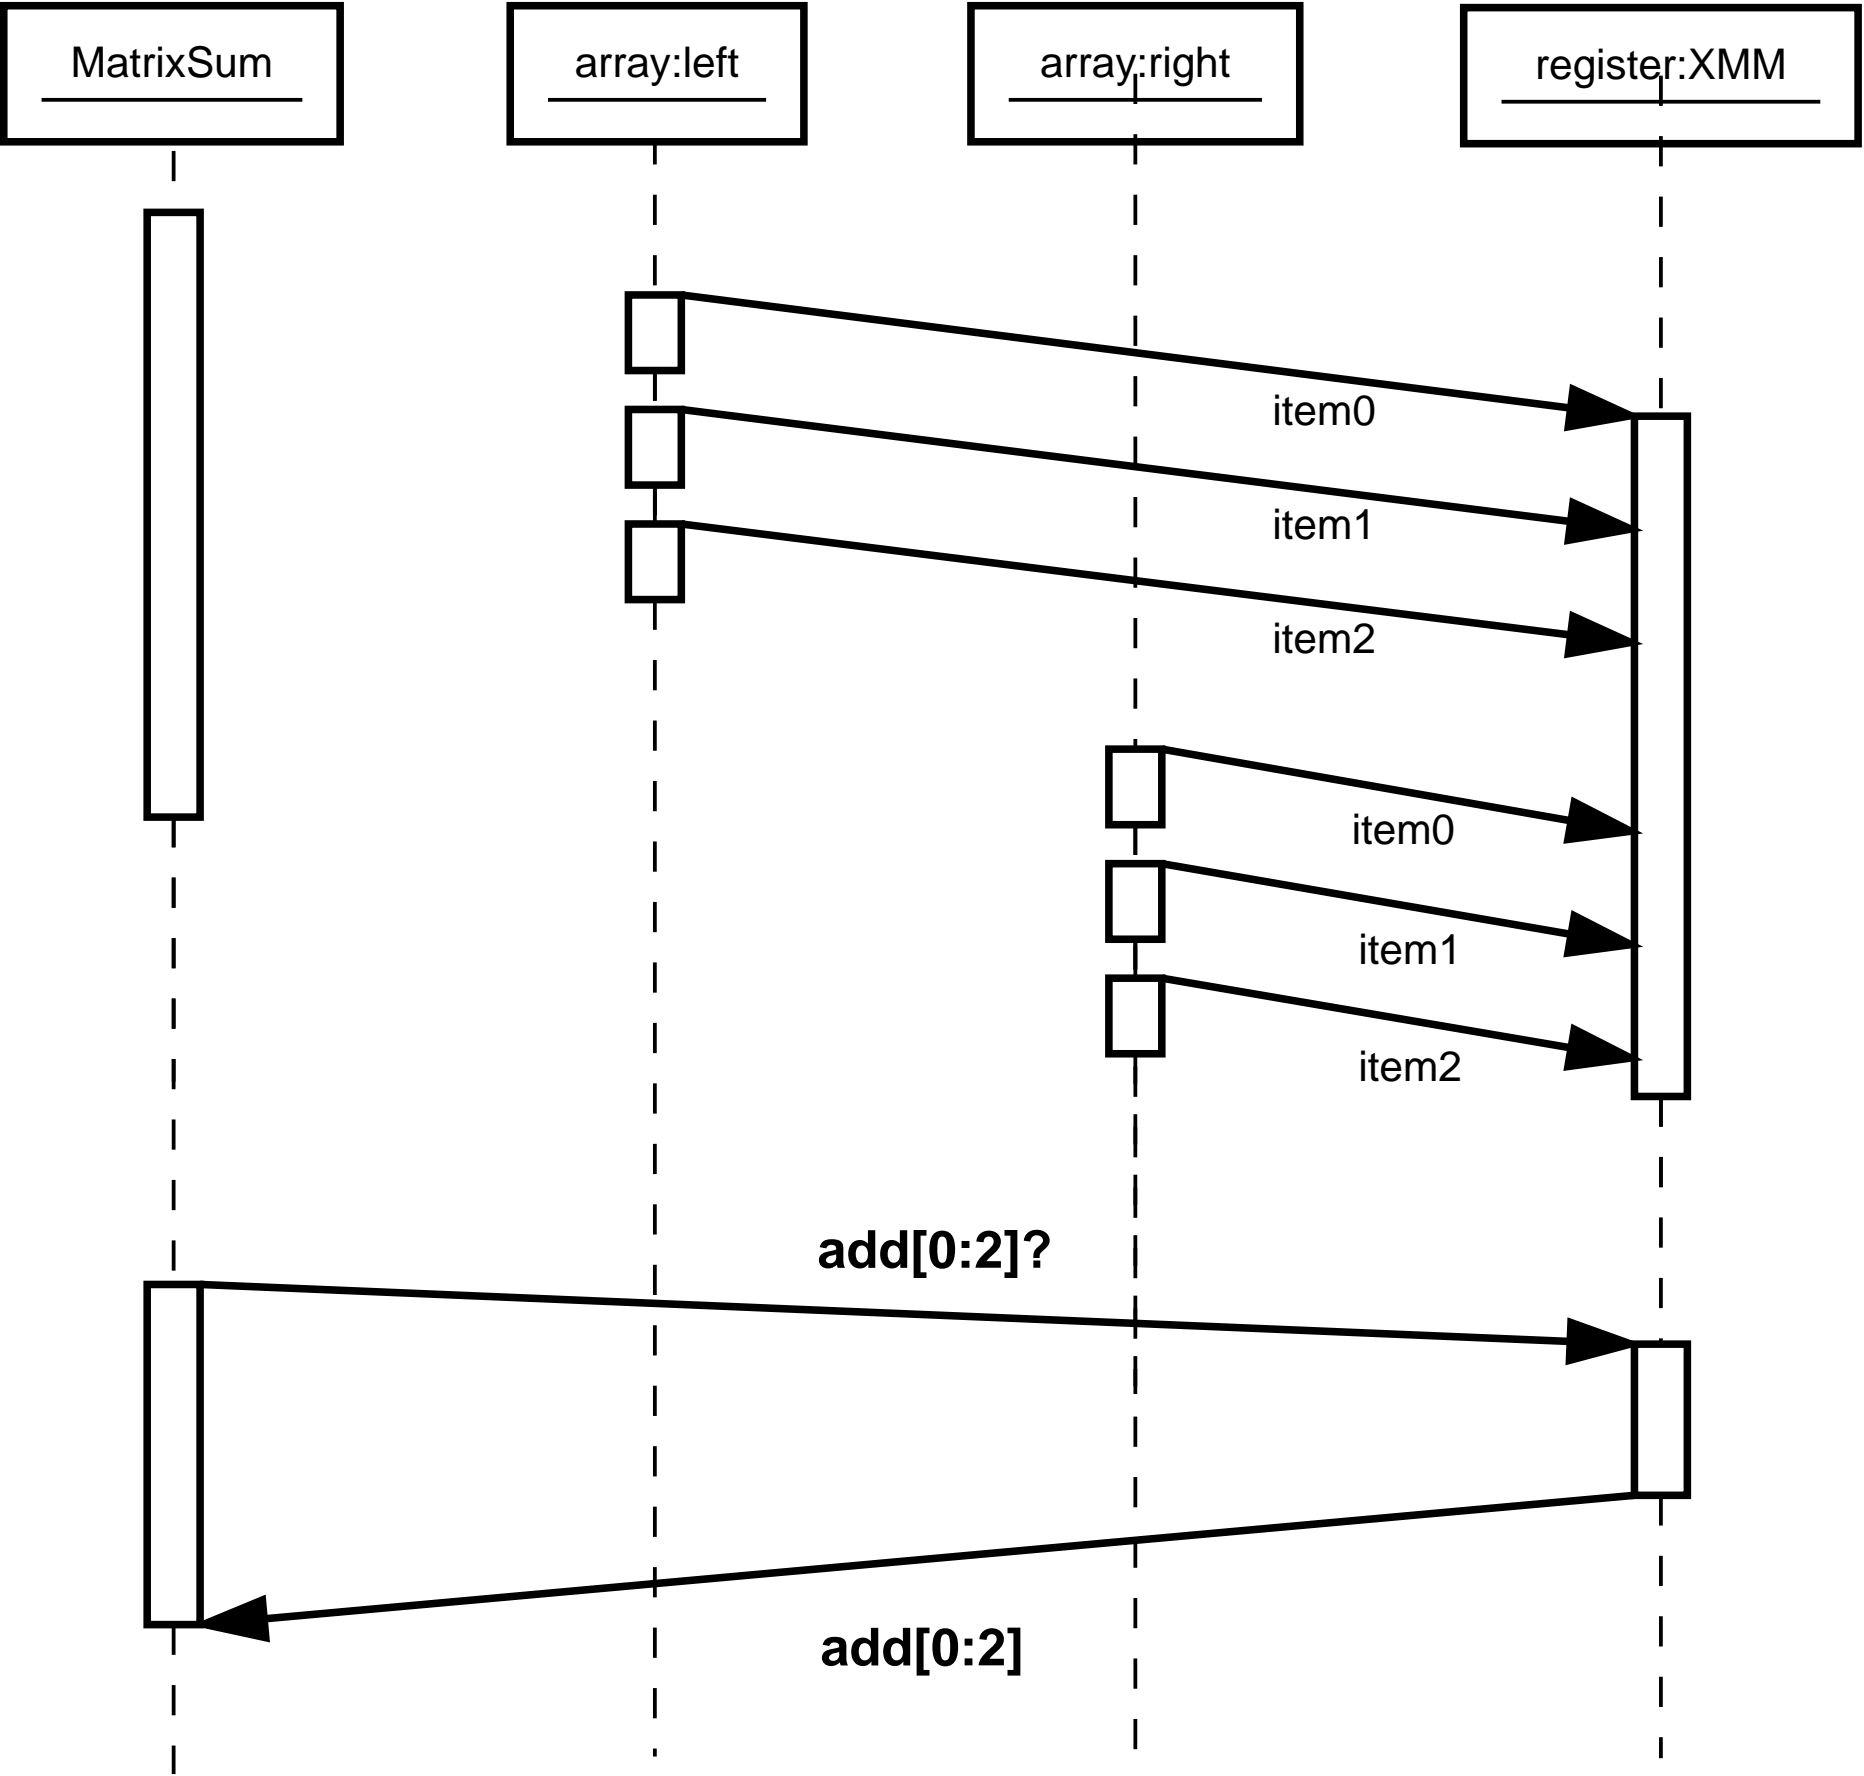 MatrixSum
array:left
array:right
register:XMM
item0
item1
item2
item0
item1
item2
add[0:2]?
add[0:2]